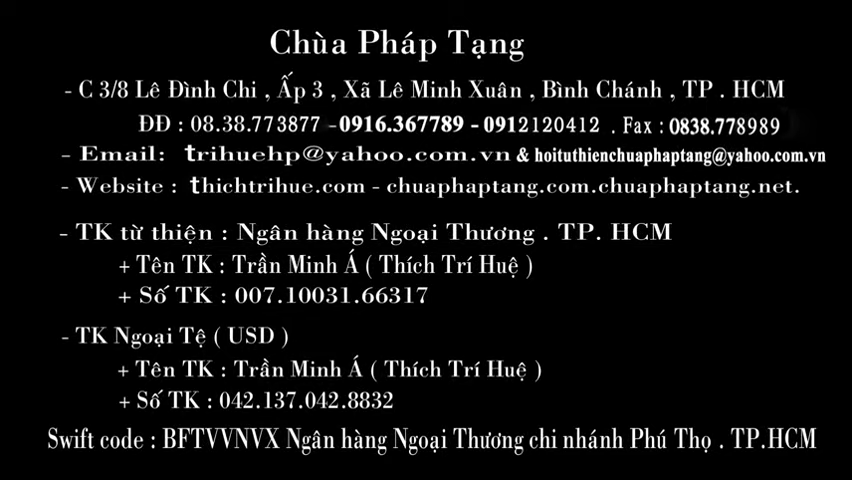 Chùa Pháp Tạng
- C 3/8 Lê Đình Chi , Ấp 3 , Xã Lê Minh Xuân , Bình Chánh , TP . HCM
ĐĐ : 08.38.773877 -0916.367789 - 0912120412 . Fax : 0838.778989
- Email: trihuehp@yahoo.com.vn & hoituthienchuaphaptang@yahoo.com.vn
- Website : thichtrihue.com - chuaphaptang.com.chuaphaptang.net.
- TK từ thiện : Ngân hàng Ngoại Thương . TP. HCM
+ Tên TK : Trần Minh Á ( Thích Trí Huệ )
+ Số TK : 007.10031.66317
- TK Ngoại Tệ ( USD )
+ Tên TK : Trần Minh Á ( Thích Trí Huệ )
+ Số TK : 042.137.042.8832
Swift code : BFTVVNVX Ngân hàng Ngoại Thương chi nhánh Phú Thọ . TP.HCM